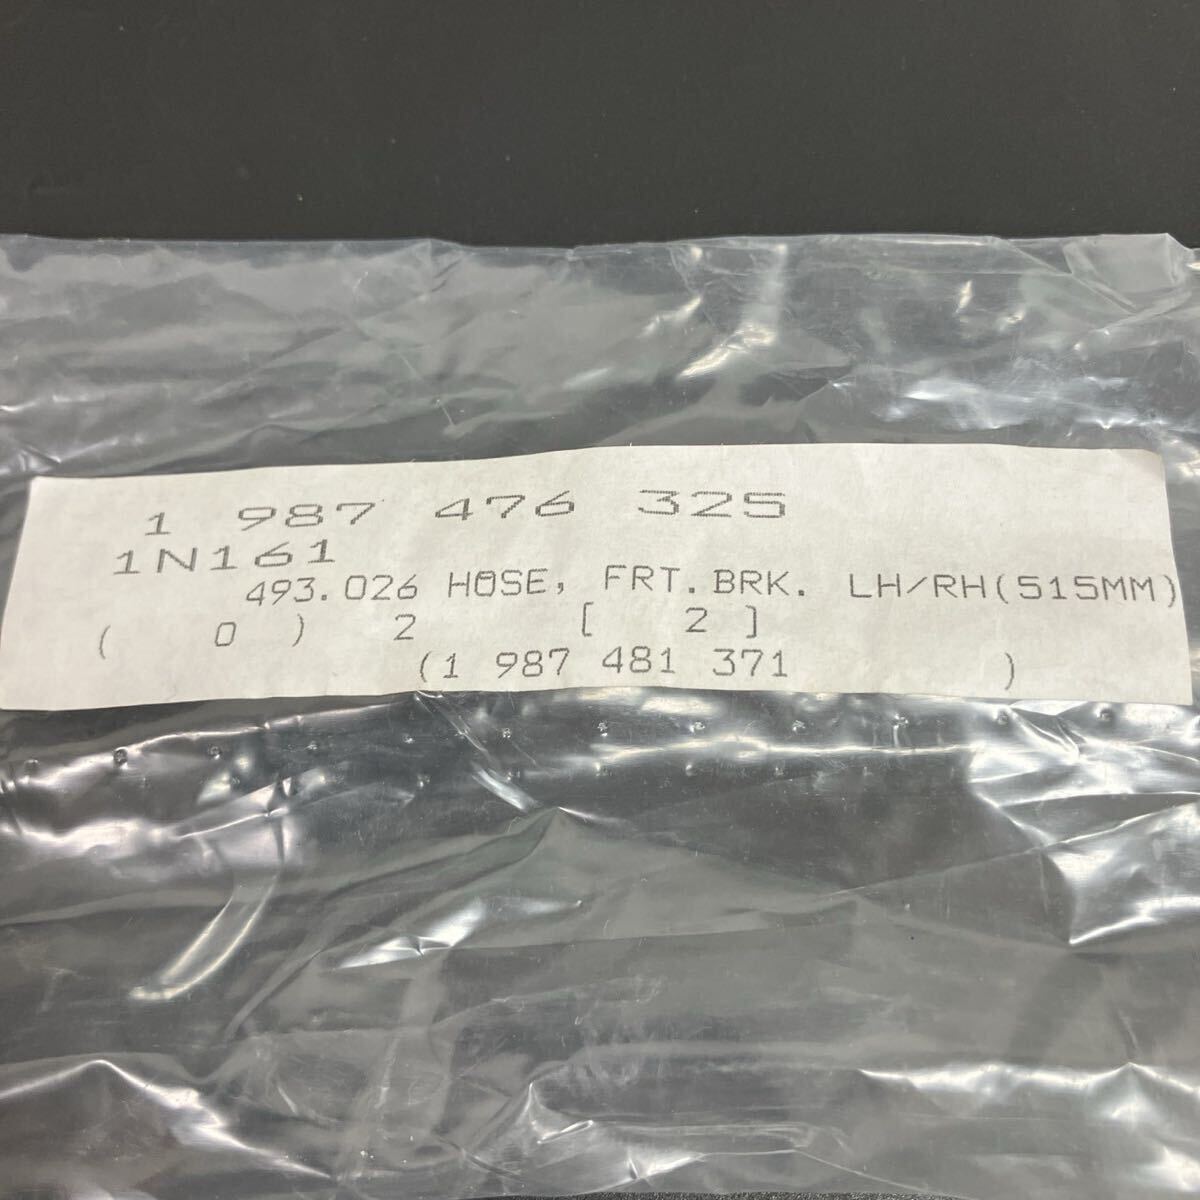 1 987 476 325
1N161
493.026 HOSE, FRT.BRK. LH/RH(515MM)
( 0 ) 2 [ 2 ]
(1 987 481 371 )